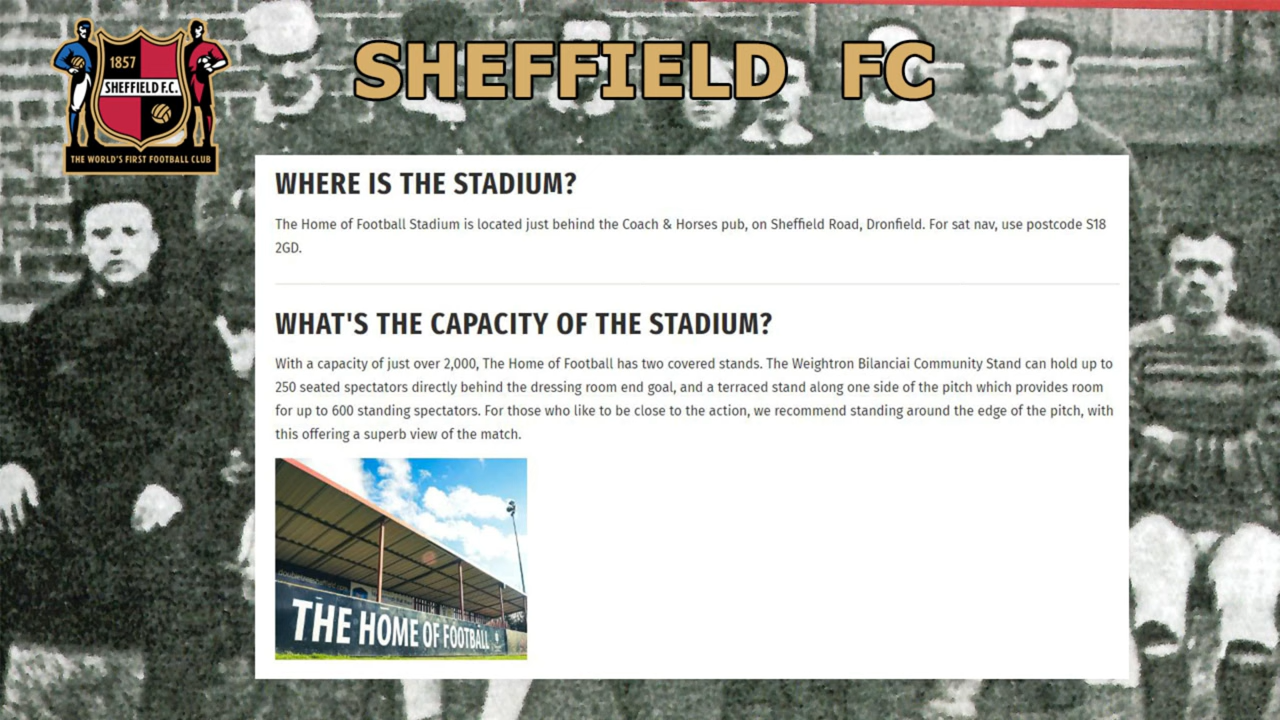 1857
SHEFFIELD F.C.
THE WORLD'S FIRST FOOTBALL CLUB
SHEFFIELD FC
WHERE IS THE STADIUM?
The Home of Football Stadium is located just behind the Coach & Horses pub, on Sheffield Road, Dronfield. For sat nav, use postcode S18
2GD.
WHAT'S THE CAPACITY OF THE STADIUM?
With a capacity of just over 2,000, The Home of Football has two covered stands. The Weightron Bilanciai Community Stand can hold up to
250 seated spectators directly behind the dressing room end goal, and a terraced stand along one side of the pitch which provides room
for up to 600 standing spectators. For those who like to be close to the action, we recommend standing around the edge of the pitch, with
this offering a superb view of the match.
THE HOME OF FOOTBALL